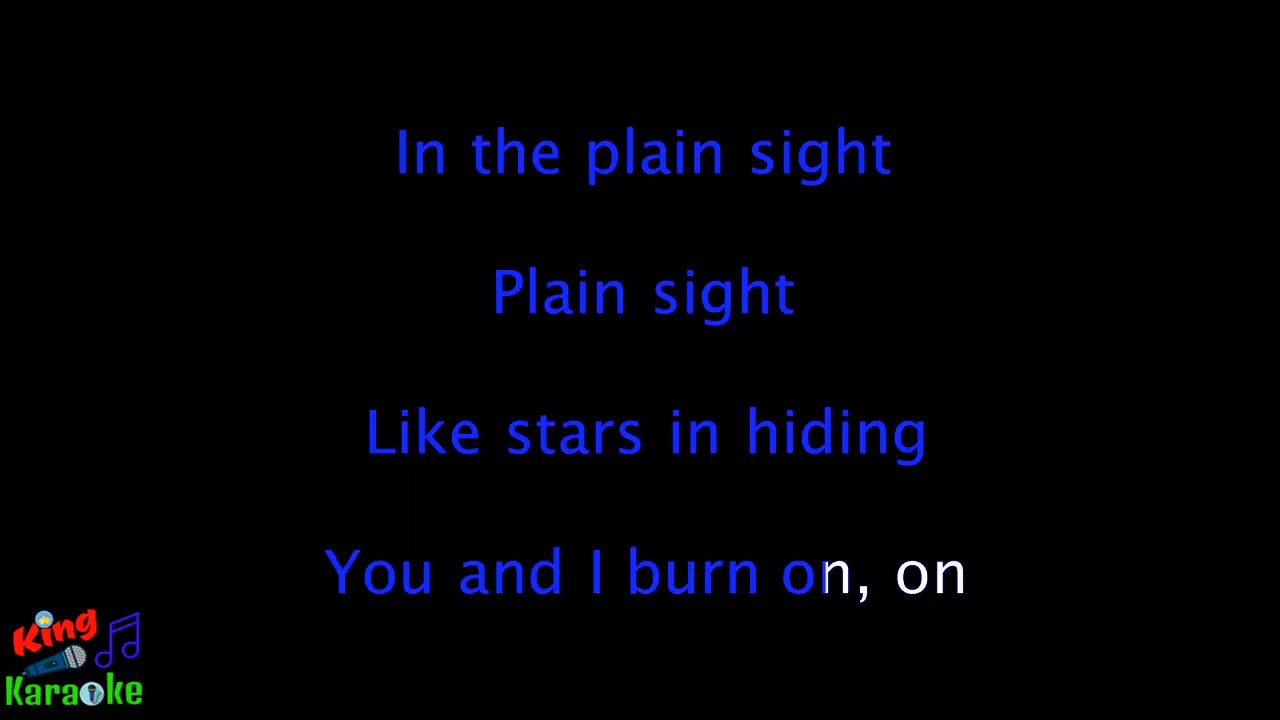 In the plain sight
Plain sight
Like stars in hiding
You and I burn on, on
King
Karaoke